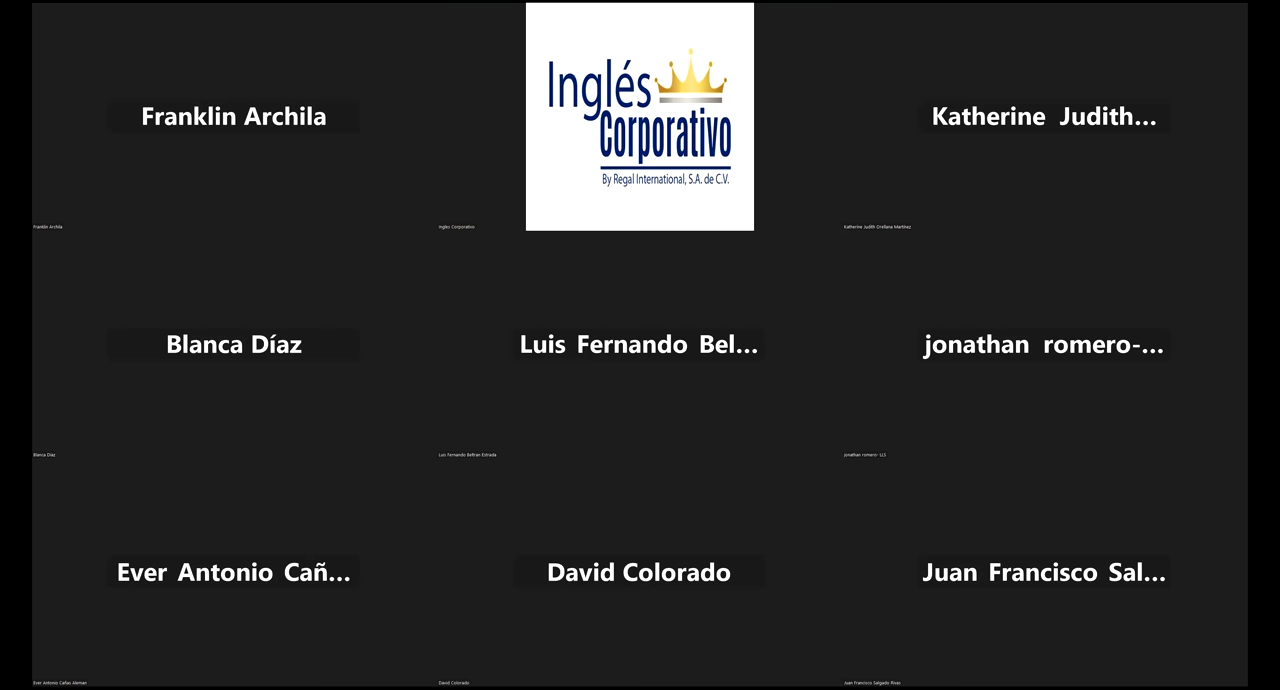 Franklin Archila
Inglés
Corporativo
By Regal International, S.A. de C.V.
Katherine Judith...
Franklin Archila
Ingles Corporativo
Katherine Judith Orellana Martinez
Blanca Díaz
Luis Fernando Bel...
jonathan romero-...
Blanca Díaz
Luis Fernando Beltran Estrada
jonathan romero- LLS
Ever Antonio Cañ...
David Colorado
Juan Francisco Sal...
Ever Antonio Cañas Aleman
David Colorado
Juan Francisco Salgado Rivas